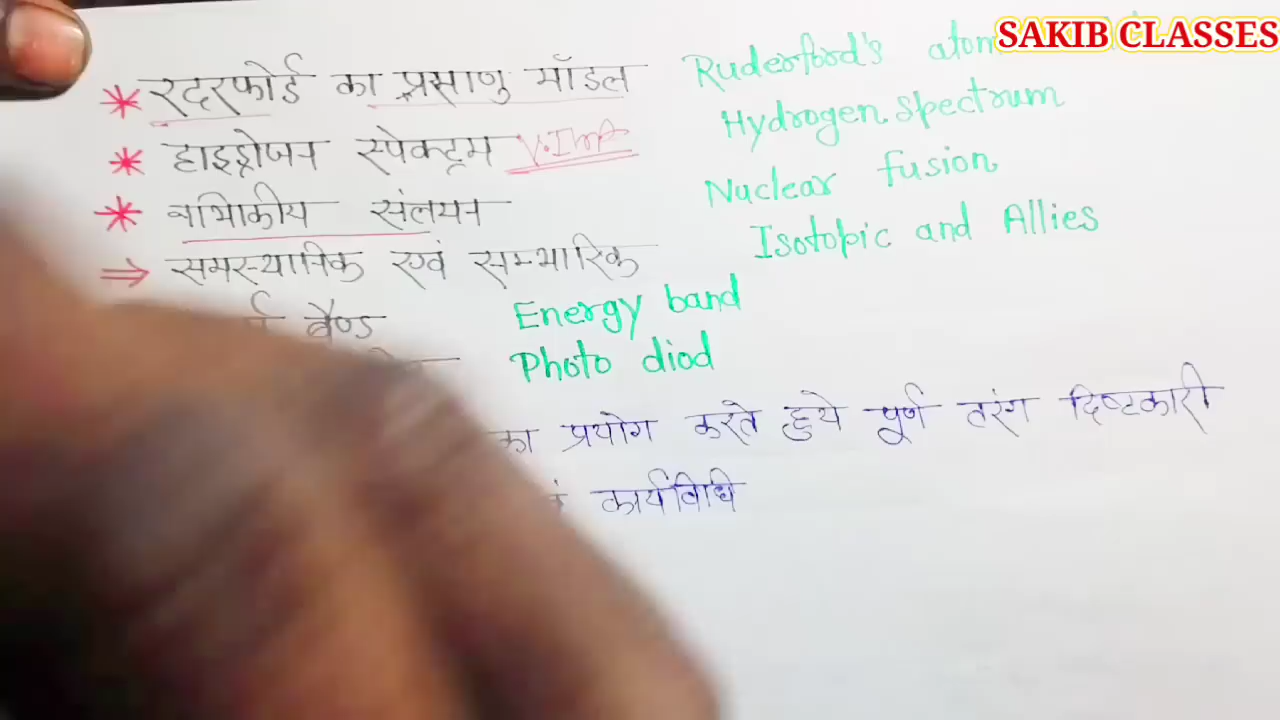 SAKIB CLASSES
रदरफोर्ड का प्रमाणु मॉडल Ruderford's atom
हाइड्रोजन स्पेक्ट्रम V.Imp Hydrogen spectrum
नाभिकीय संलयन Nuclear fusion
समस्थानिक एवं समभारिक Isotopic and Allies
बैण्ड Energy band
Photo diod
का प्रयोग करते हुये पूर्ण तरंग दिष्टकारी
कार्यविधि